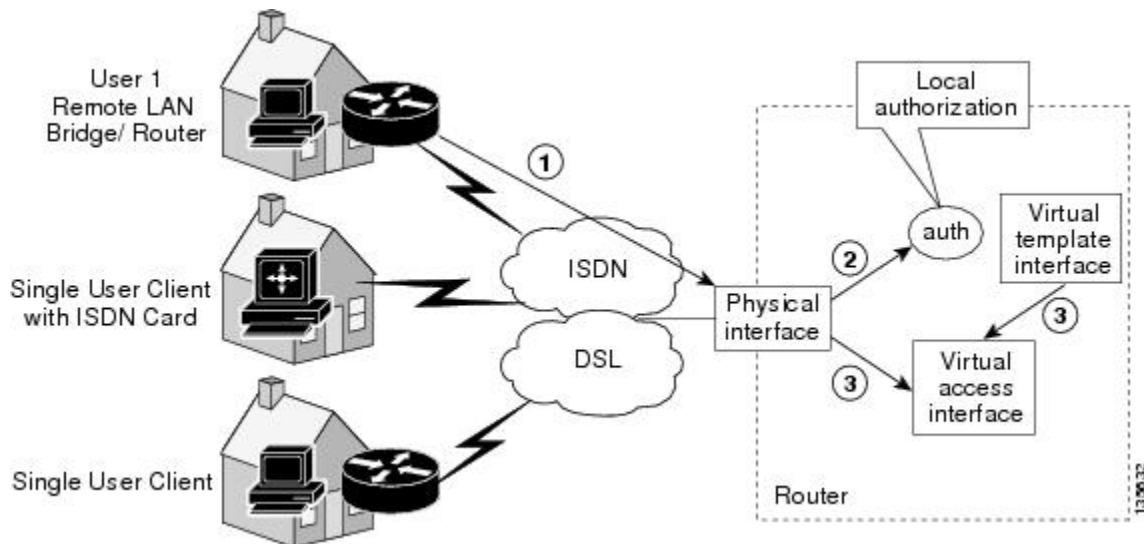 User 1
Remote LAN
Bridge/ Router
Single User Client
with ISDN Card
Single User Client
1
ISDN
DSL
Physical
interface
2
3
Local
authorization
auth
Virtual
template
interface
3
Virtual
access
interface
Router